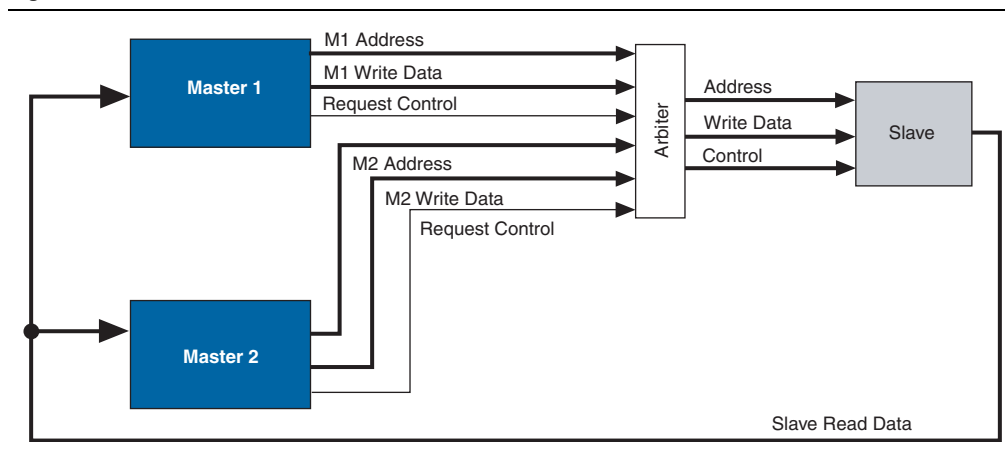 M1 Address
Master 1
M1 Write Data
Request Control
Address
Write Data
Control
Arbiter
Slave
M2 Address
M2 Write Data
Request Control
Master 2
Slave Read Data